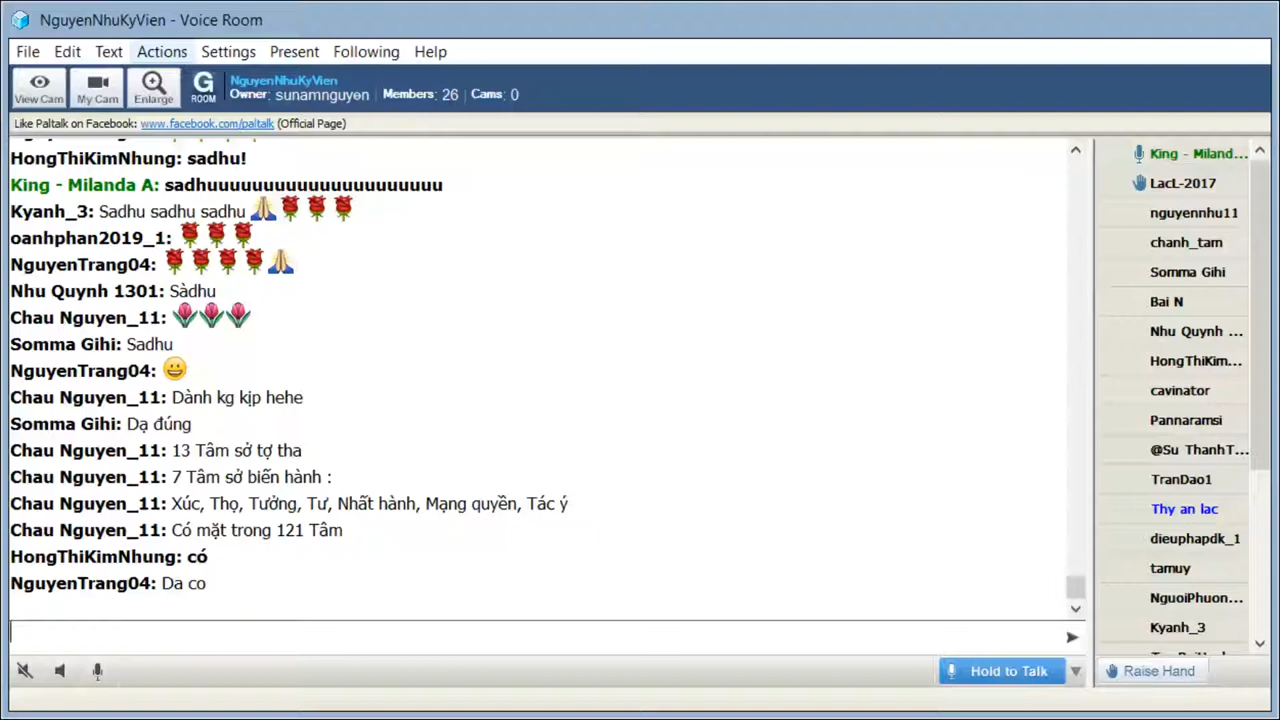 NguyenNhuKyVien - Voice Room
File Edit Text Actions Settings Present Following Help
View Cam
My Cam
Enlarge
G
ROOM
NguyenNhuKyVien
Owner: sunamnguyen Members: 26 Cams: 0
Like Paltalk on Facebook: www.facebook.com/paltalk (Official Page)
HongThiKimNhung: sadhu!
King - Milanda A: sadhuuuuuuuuuuuuuuuuuuuuu
Kyanh_3: Sadhu sadhu sadhu
oanhphan2019_1:
NguyenTrang04:
Nhu Quynh 1301: Sàdhu
Chau Nguyen_11:
Somma Gihi: Sadhu
NguyenTrang04:
Chau Nguyen_11: Dành kg kịp hehe
Somma Gihi: Dạ đúng
Chau Nguyen_11: 13 Tâm sở tợ tha
Chau Nguyen_11: 7 Tâm sở biến hành :
Chau Nguyen_11: Xúc, Thọ, Tưởng, Tư, Nhất hành, Mạng quyền, Tác ý
Chau Nguyen_11: Có mặt trong 121 Tâm
HongThiKimNhung: có
NguyenTrang04: Da co
King - Miland...
LacL-2017
nguyennhu11
chanh_tam
Somma Gihi
Bai N
Nhu Quynh ...
HongThiKim...
cavinator
Pannaramsi
@Su ThanhT...
TranDao1
Thy an lac
dieuphapdk_1
tamuy
NguoiPhuon...
Kyanh_3
Hold to Talk
Raise Hand